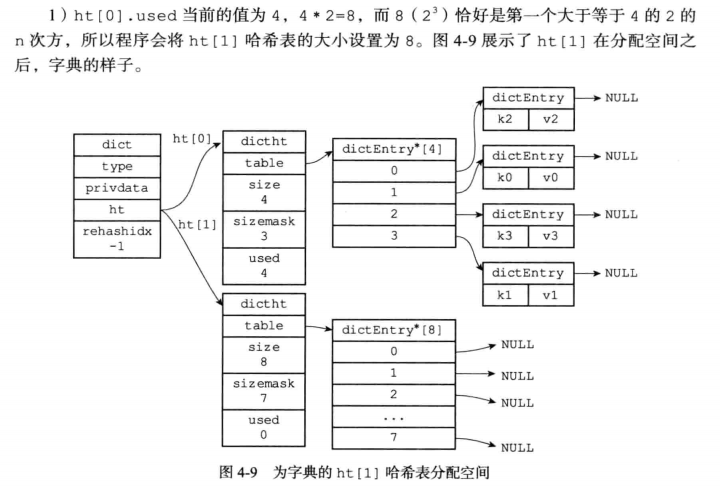 1）ht[0].used 当前的值为 4，4 * 2=8，而 8（2³）恰好是第一个大于等于 4 的 2 的
n 次方，所以程序会将 ht[1] 哈希表的大小设置为 8。图 4-9 展示了 ht[1] 在分配空间之
后，字典的样子。
dict
type
privdata
ht
rehashidx
-1
ht[0]
ht[1]
dictht
table
size
4
sizemask
3
used
4
dictEntry*[4]
0
1
2
3
dictEntry
k2 v2
NULL
dictEntry
k0 v0
NULL
dictEntry
k3 v3
NULL
dictEntry
k1 v1
NULL
dictht
table
size
8
sizemask
7
used
0
dictEntry*[8]
0
1
2
...
7
NULL
NULL
NULL
NULL
图 4-9 为字典的 ht[1] 哈希表分配空间